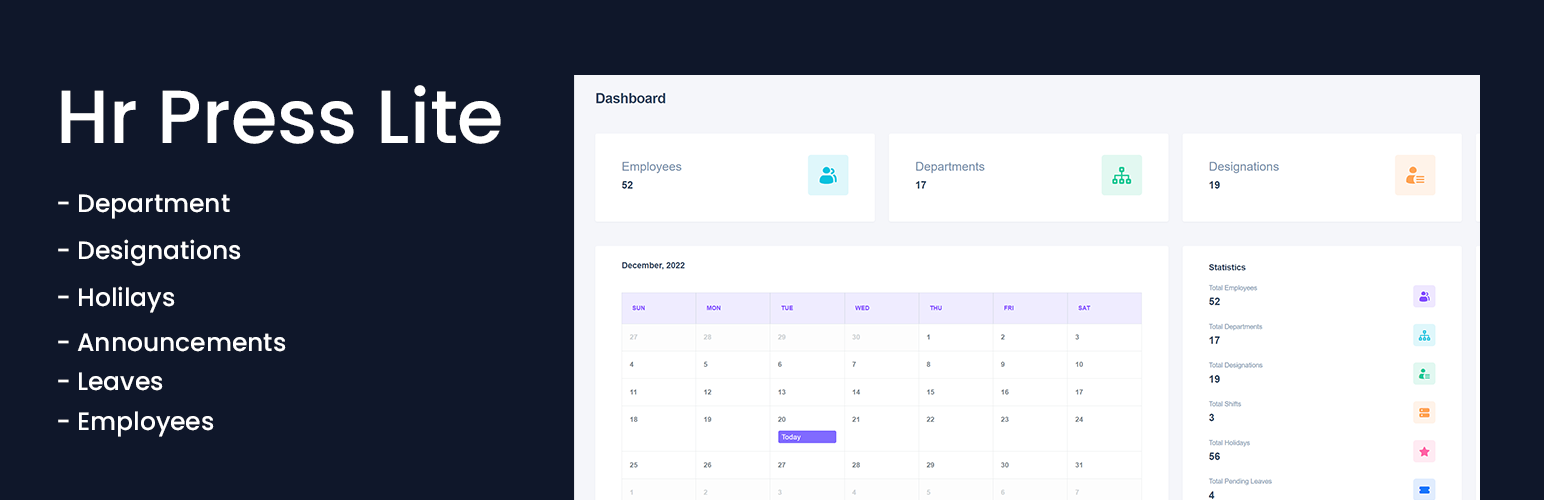 Hr Press Lite
- Department
- Designations
- Holilays
- Announcements
- Leaves
- Employees
Dashboard
Employees
52
Departments
17
Designations
19
December, 2022
SUN MON TUE WED THU FRI SAT
27 28 29 30 1 2 3
4 5 6 7 8 9 10
11 12 13 14 15 16 17
18 19 20 21 22 23 24
Today
25 26 27 28 29 30 31
1 2 3 4 5 6 7
Statistics
Total Employees
52
Total Departments
17
Total Designations
19
Total Shifts
3
Total Holidays
56
Total Pending Leaves
4